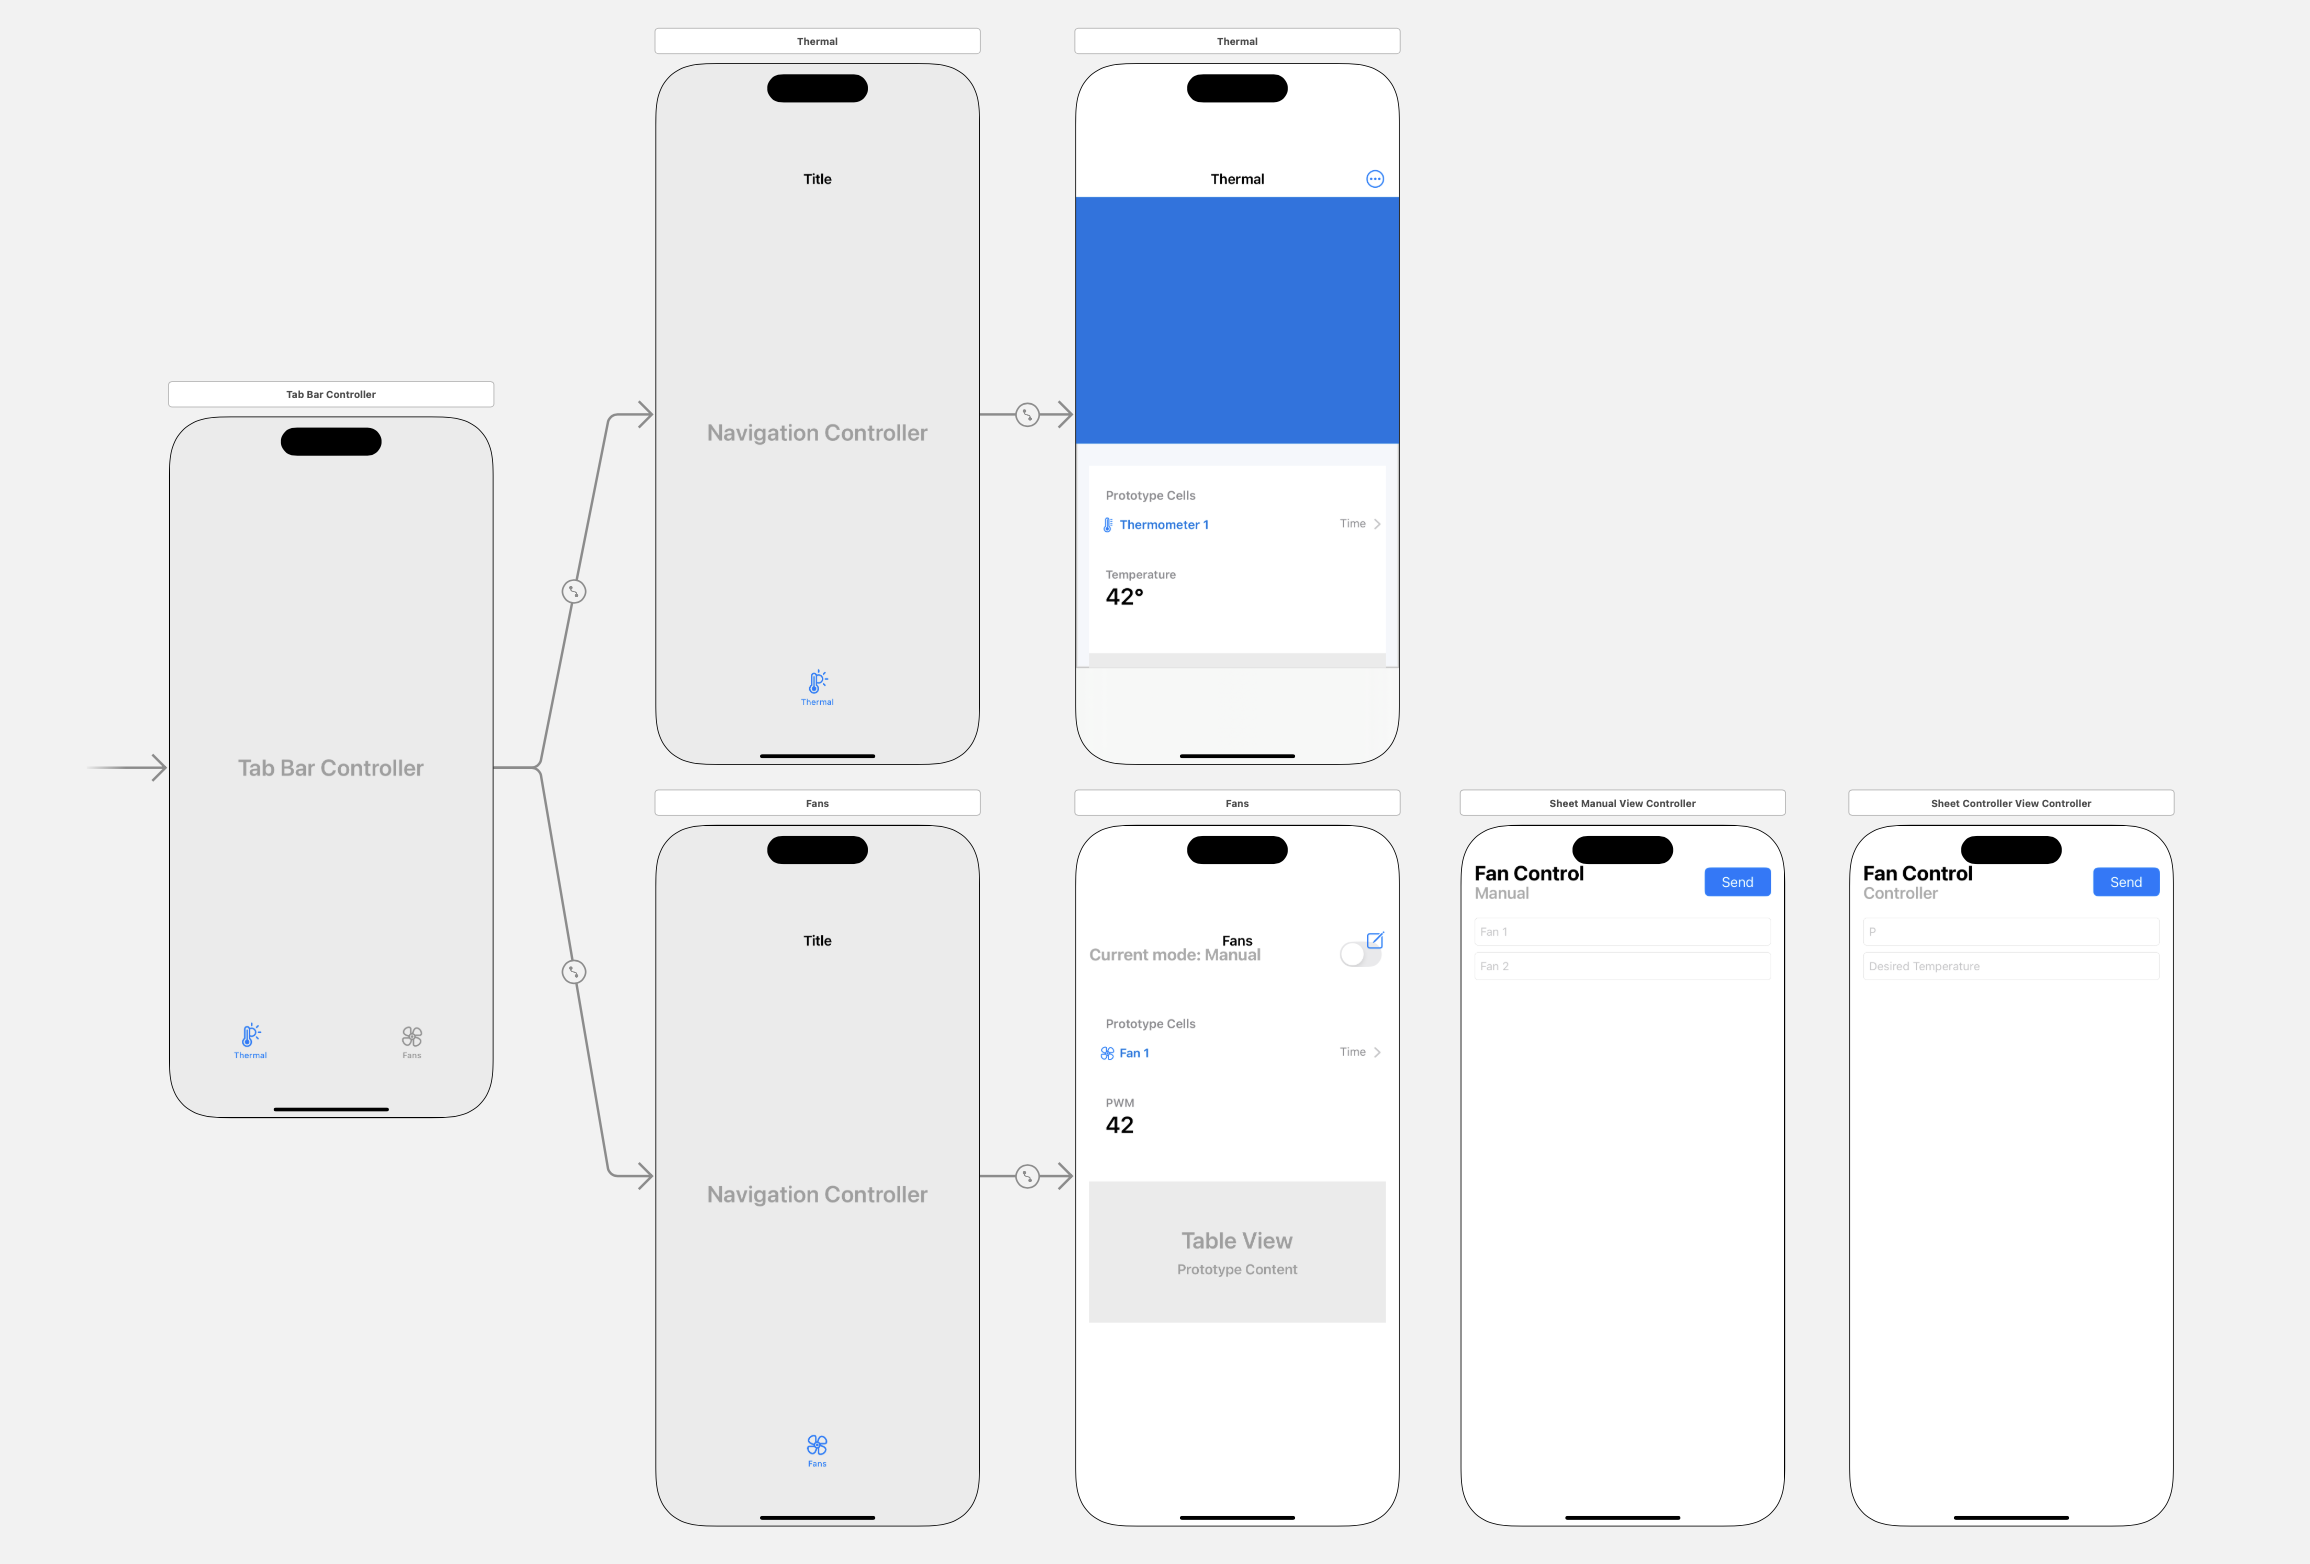 Thermal
Thermal
Title
Thermal
Navigation Controller
Prototype Cells
Thermometer 1
Time
Temperature
42°
Thermal
Tab Bar Controller
Tab Bar Controller
Thermal
Fans
Fans
Fans
Sheet Manual View Controller
Sheet Controller View Controller
Title
Navigation Controller
Fans
Fans
Current mode: Manual
Prototype Cells
Fan 1
Time
PWM
42
Table View
Prototype Content
Fan Control
Send
Manual
Fan 1
Fan 2
Fan Control
Send
Controller
P
Desired Temperature